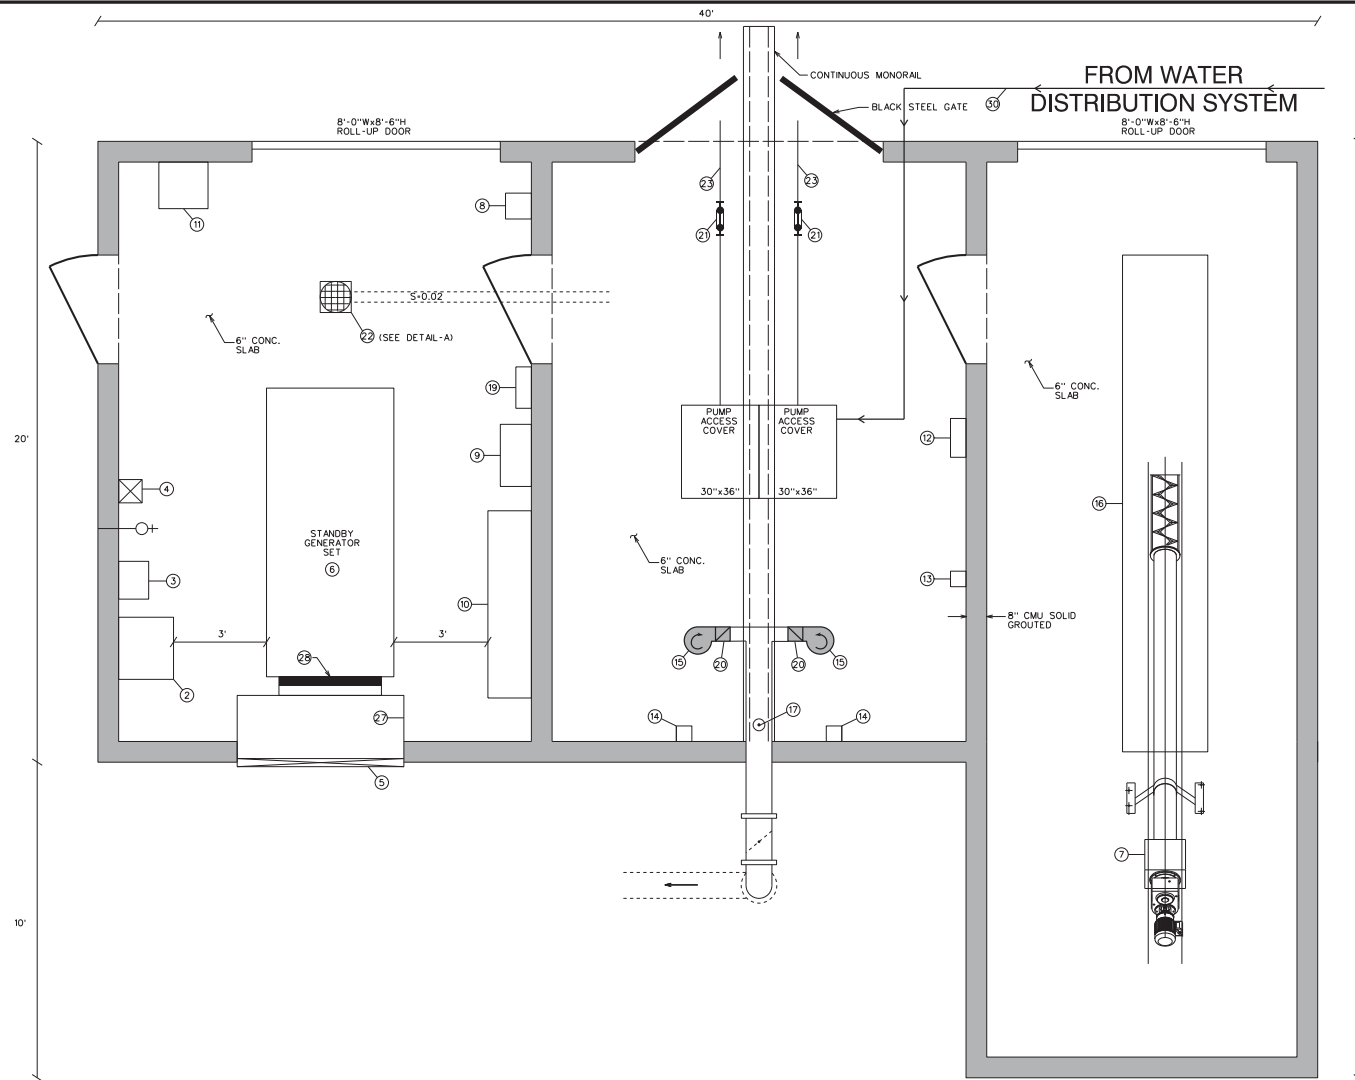 40'
CONTINUOUS MONORAIL
FROM WATER
DISTRIBUTION SYSTEM
30
BLACK STEEL GATE
8'-0"Wx8'-6"H
ROLL-UP DOOR
8'-0"Wx8'-6"H
ROLL-UP DOOR
11
8
23
23
21
21
S=0.02
22 (SEE DETAIL-A)
6" CONC.
SLAB
6" CONC.
SLAB
19
PUMP
ACCESS
COVER
PUMP
ACCESS
COVER
20'
12
9
4
30"x36"
30"x36"
16
STANDBY
GENERATOR
SET
6
6" CONC.
SLAB
3
13
10
8" CMU SOLID
GROUTED
3'
3'
28
15
20
20
15
2
27
14
17
14
5
7
10'